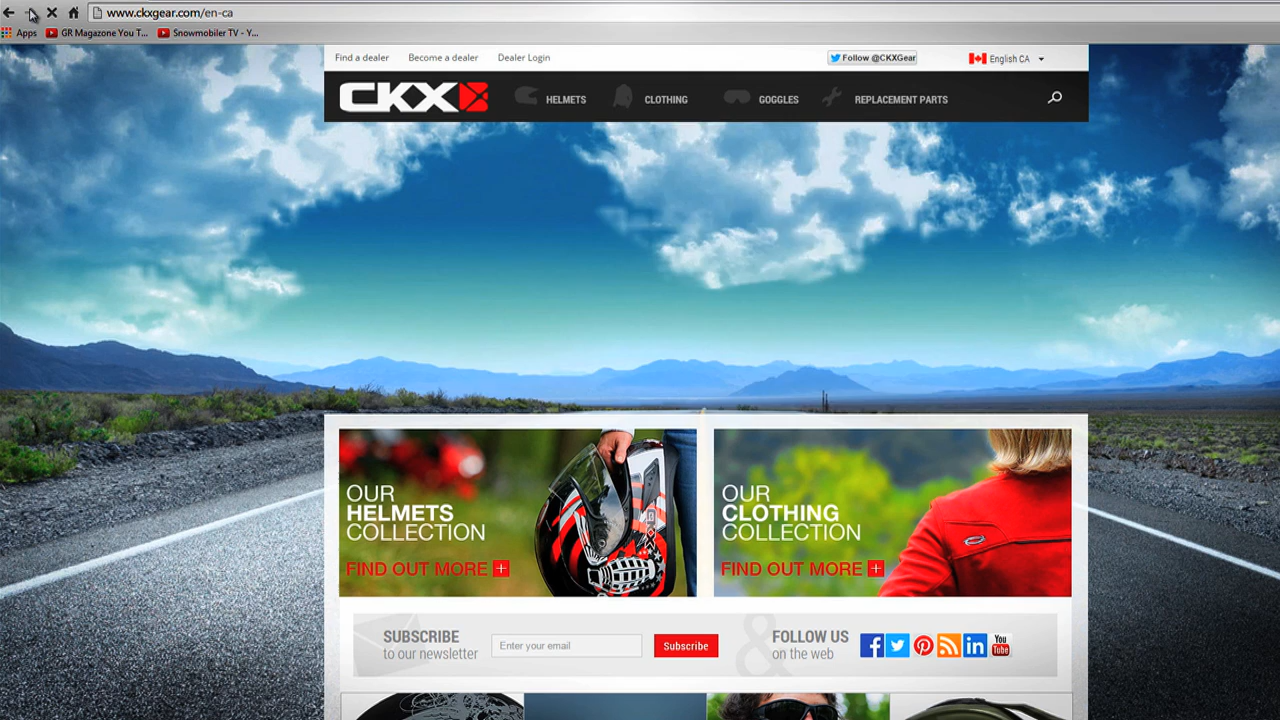 www.ckxgear.com/en-ca
Apps GR Magazone You T... Snowmobiler TV - Y...
Find a dealer Become a dealer Dealer Login Follow @CKXGear English CA
CKX HELMETS CLOTHING GOGGLES REPLACEMENT PARTS
OUR
HELMETS
COLLECTION
FIND OUT MORE +
OUR
CLOTHING
COLLECTION
FIND OUT MORE +
SUBSCRIBE
to our newsletter
Enter your email
Subscribe
&
FOLLOW US
on the web
You
Tube